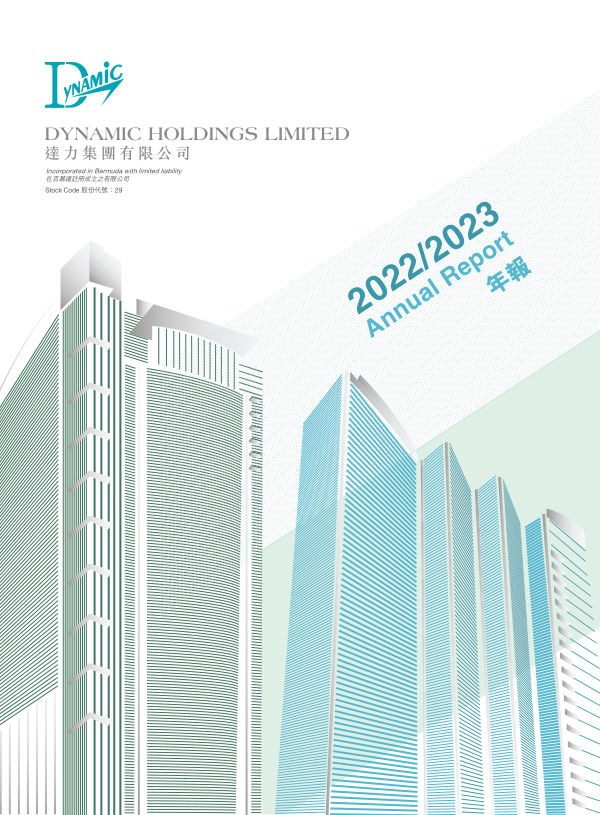 DYNAMIC
DYNAMIC HOLDINGS LIMITED
達力集團有限公司
Incorporated in Bermuda with limited liability
在百慕達註冊成立之有限公司
Stock Code 股份代號：29
2022/2023
Annual Report
年報